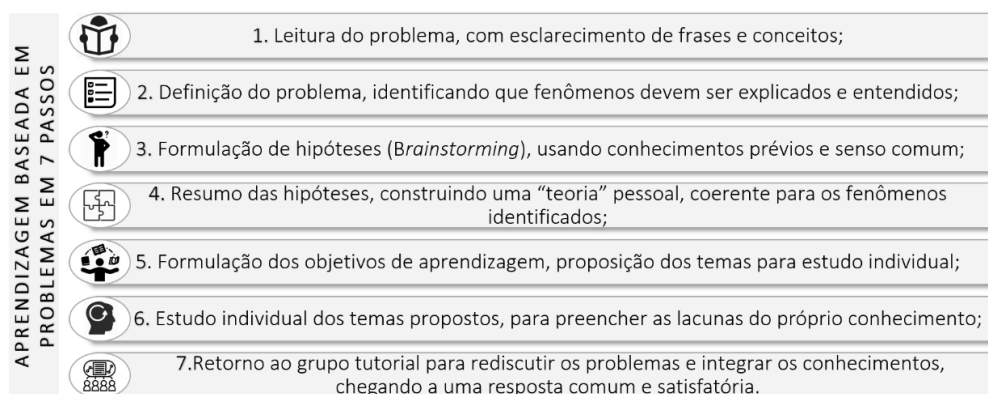 APRENDIZAGEM BASEADA EM
PROBLEMAS EM 7 PASSOS
1. Leitura do problema, com esclarecimento de frases e conceitos;
2. Definição do problema, identificando que fenômenos devem ser explicados e entendidos;
3. Formulação de hipóteses (Brainstorming), usando conhecimentos prévios e senso comum;
4. Resumo das hipóteses, construindo uma “teoria” pessoal, coerente para os fenômenos
identificados;
5. Formulação dos objetivos de aprendizagem, proposição dos temas para estudo individual;
6. Estudo individual dos temas propostos, para preencher as lacunas do próprio conhecimento;
7.Retorno ao grupo tutorial para rediscutir os problemas e integrar os conhecimentos,
chegando a uma resposta comum e satisfatória.